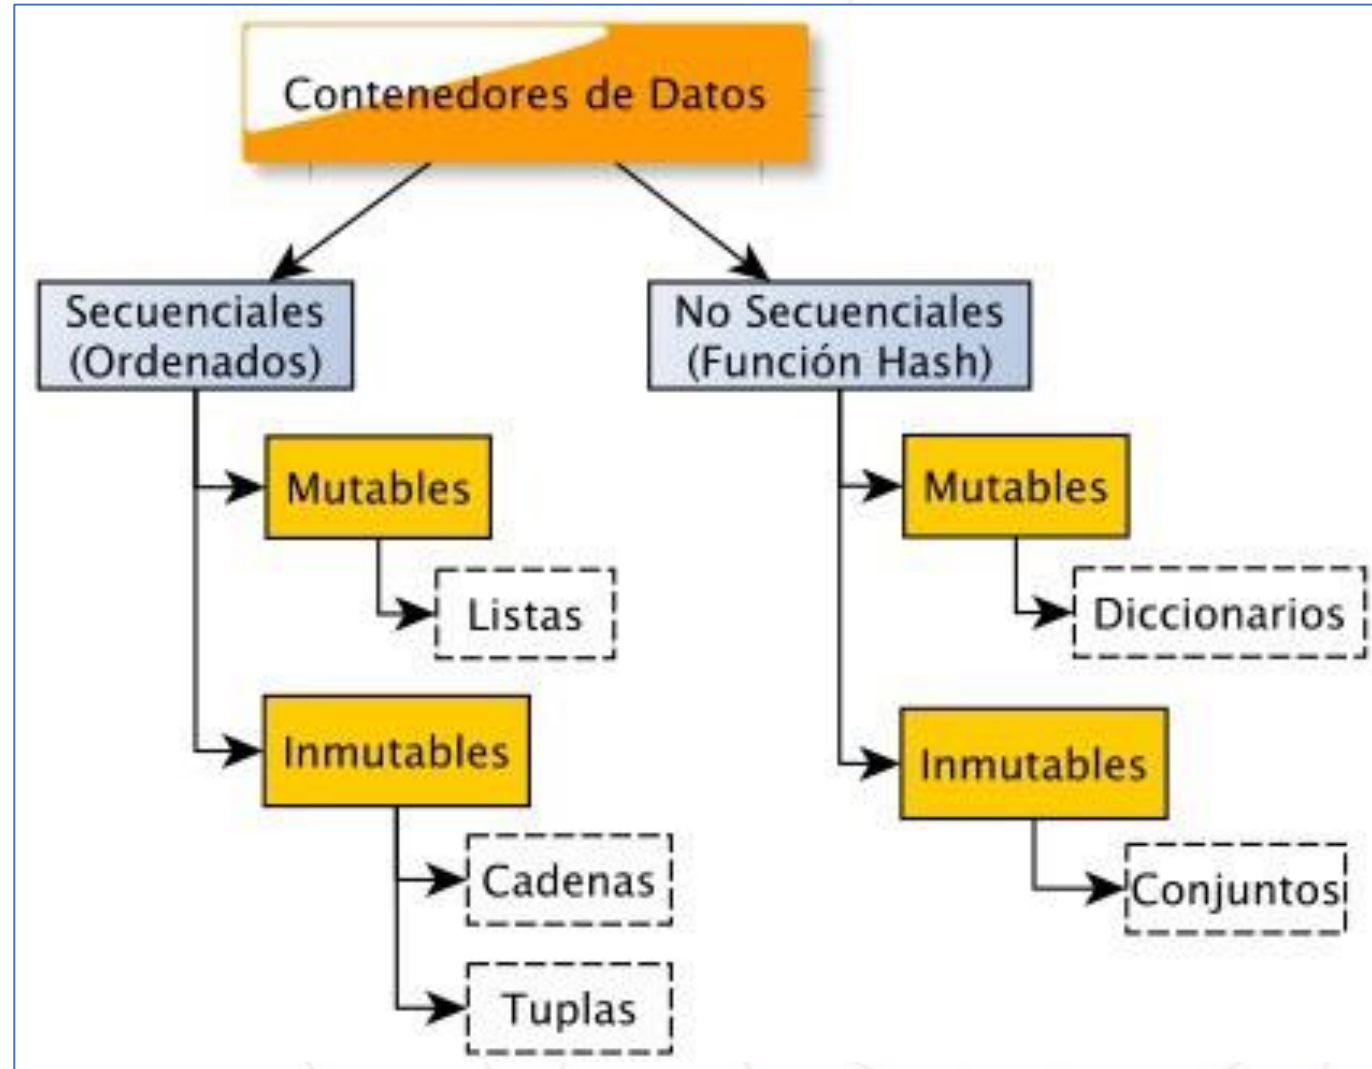 Contenedores de Datos
Secuenciales
(Ordenados)
Mutables
Listas
Inmutables
Cadenas
Tuplas
No Secuenciales
(Función Hash)
Mutables
Diccionarios
Inmutables
Conjuntos